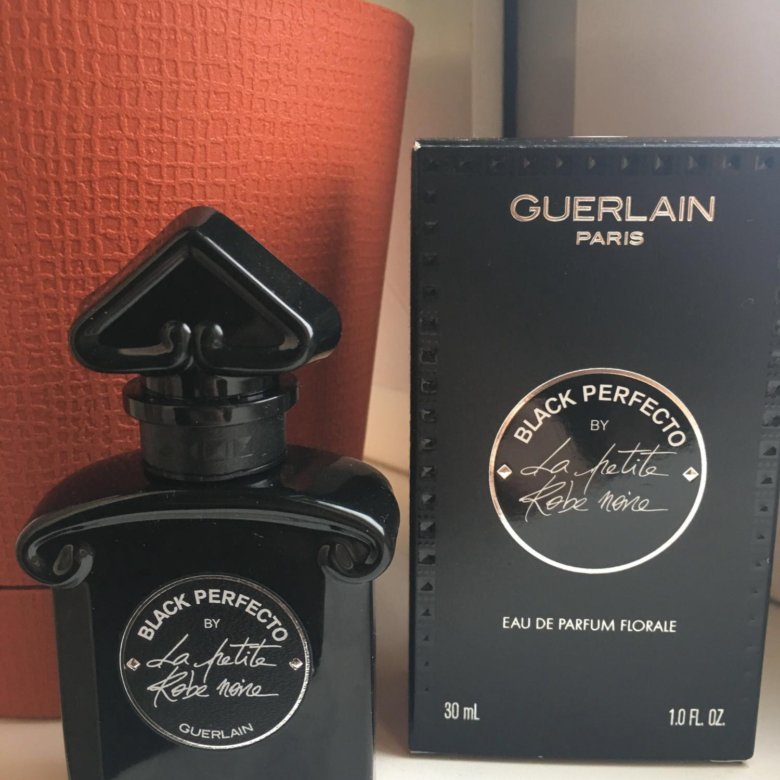 BLACK PERFECTO
BY
La petite
Robe noire
GUERLAIN
GUERLAIN
PARIS
BLACK PERFECTO
BY
La petite
Robe noire
EAU DE PARFUM FLORALE
30 mL
1.0 FL. OZ.